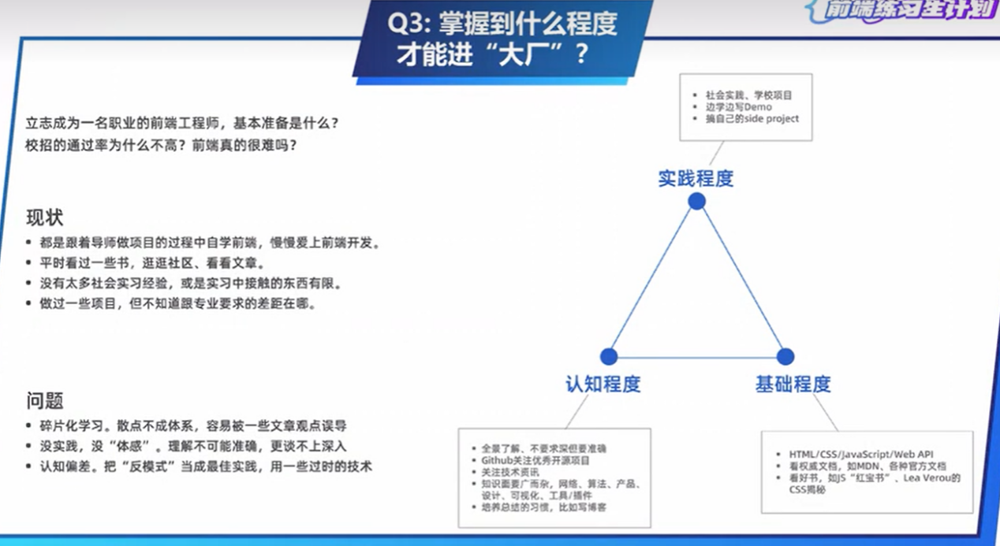 前端练习生计划
Q3: 掌握到什么程度
才能进“大厂”?
立志成为一名职业的前端工程师，基本准备是什么?
校招的通过率为什么不高? 前端真的很难吗?
现状
• 都是跟着导师做项目的过程中自学前端，慢慢爱上前端开发。
• 平时看过一些书，逛逛社区、看看文章。
• 没有太多社会实习经验，或是实习中接触的东西有限。
• 做过一些项目，但不知道跟专业要求的差距在哪。
问题
• 碎片化学习。散点不成体系，容易被一些文章观点误导
• 没实践，没“体感”。理解不可能准确，更谈不上深入
• 认知偏差。把“反模式”当成最佳实践，用一些过时的技术
▪ 社会实践、学校项目
▪ 边学边写Demo
▪ 搞自己的side project
实践程度
认知程度
基础程度
▪ 全景了解、不要求深但要准确
▪ Github关注优秀开源项目
▪ 关注技术资讯
▪ 知识面要广而杂，网络、算法、产品、
设计、可视化、工具/插件
▪ 培养总结的习惯，比如写博客
▪ HTML/CSS/JavaScript/Web API
▪ 看权威文档，如MDN、各种官方文档
▪ 看好书，如JS“红宝书”、Lea Verou的
CSS揭秘